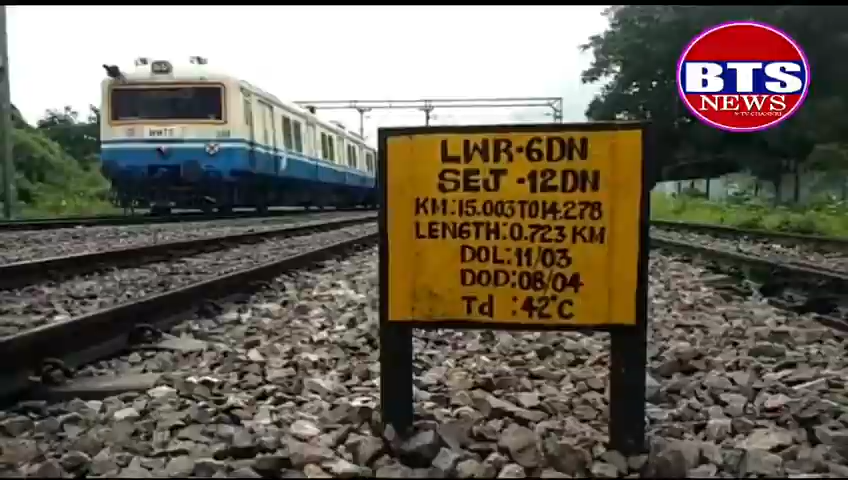 BTS
NEWS
MMTS
LWR-6DN
SEJ -12DN
KM:15.003TO14.278
LENGTH:0.723 KM
DOL:11/03
DOD:08/04
Td :42°C